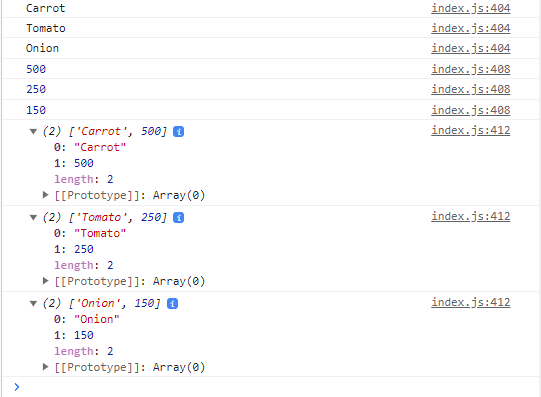 Carrot index.js:404
Tomato index.js:404
Onion index.js:404
500 index.js:408
250 index.js:408
150 index.js:408
▼ (2) ['Carrot', 500] i index.js:412
0: "Carrot"
1: 500
length: 2
▶ [[Prototype]]: Array(0)
▼ (2) ['Tomato', 250] i index.js:412
0: "Tomato"
1: 250
length: 2
▶ [[Prototype]]: Array(0)
▼ (2) ['Onion', 150] i index.js:412
0: "Onion"
1: 150
length: 2
▶ [[Prototype]]: Array(0)
>